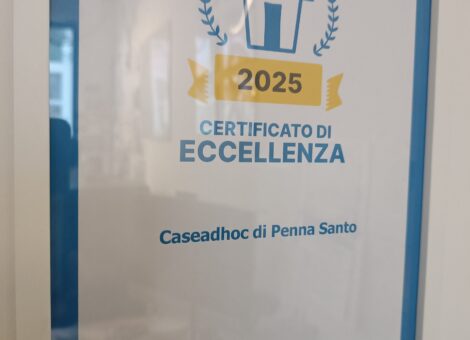 2025
CERTIFICATO DI
ECCELLENZA
Caseadhoc di Penna Santo